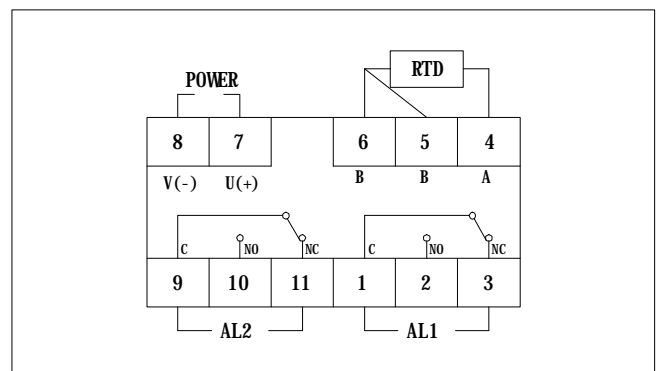 RTD
POWER
8 7 6 5 4
V(-) U(+) B B A
C NO NC C NO NC
9 10 11 1 2 3
AL2 AL1